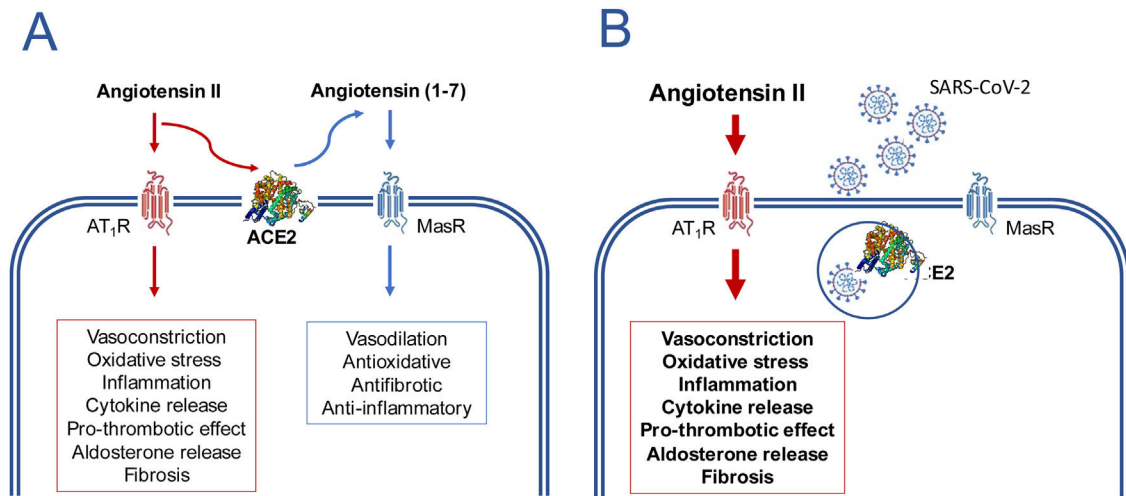 A
Angiotensin II
Angiotensin (1-7)
AT₁R
ACE2
MasR
Vasoconstriction
Oxidative stress
Inflammation
Cytokine release
Pro-thrombotic effect
Aldosterone release
Fibrosis
Vasodilation
Antioxidative
Antifibrotic
Anti-inflammatory
B
Angiotensin II
SARS-CoV-2
AT₁R
MasR
E2
Vasoconstriction
Oxidative stress
Inflammation
Cytokine release
Pro-thrombotic effect
Aldosterone release
Fibrosis